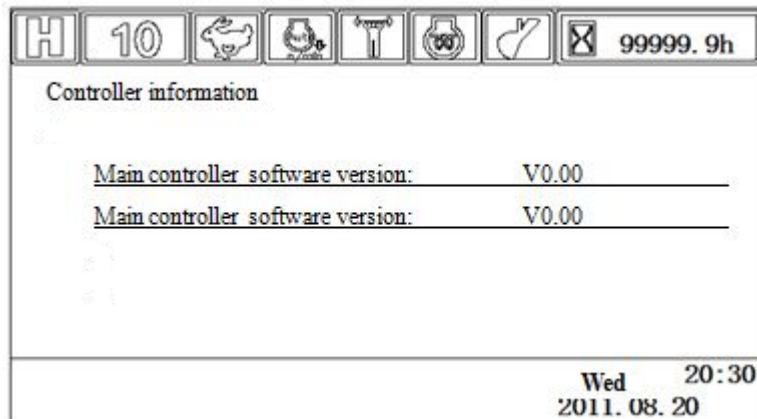 H 10 n/min 99999. 9h
Controller information
Main controller software version: V0.00
Main controller software version: V0.00
Wed 20:30
2011. 08. 20